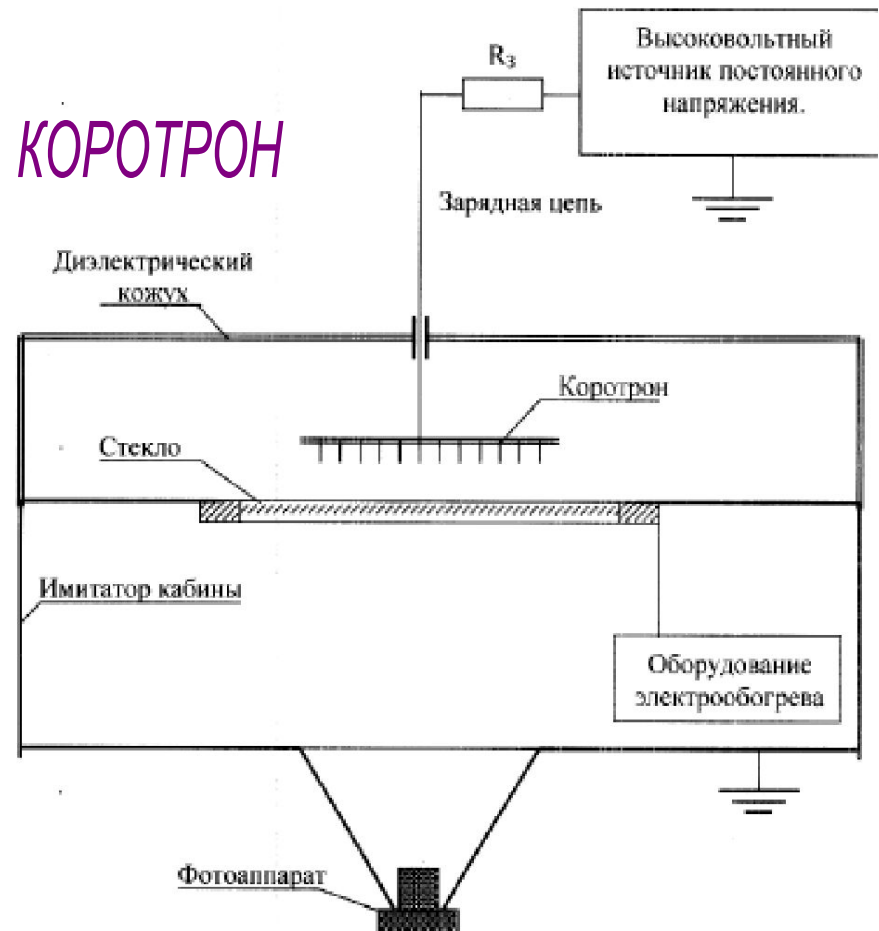 Высоковольтный
источник постоянного
напряжения.
R₃
КОРОТРОН
Зарядная цепь
Диэлектрический
кожух
Коротрон
Стекло
Имитатор кабины
Оборудование
электрообогрева
Фотоаппарат